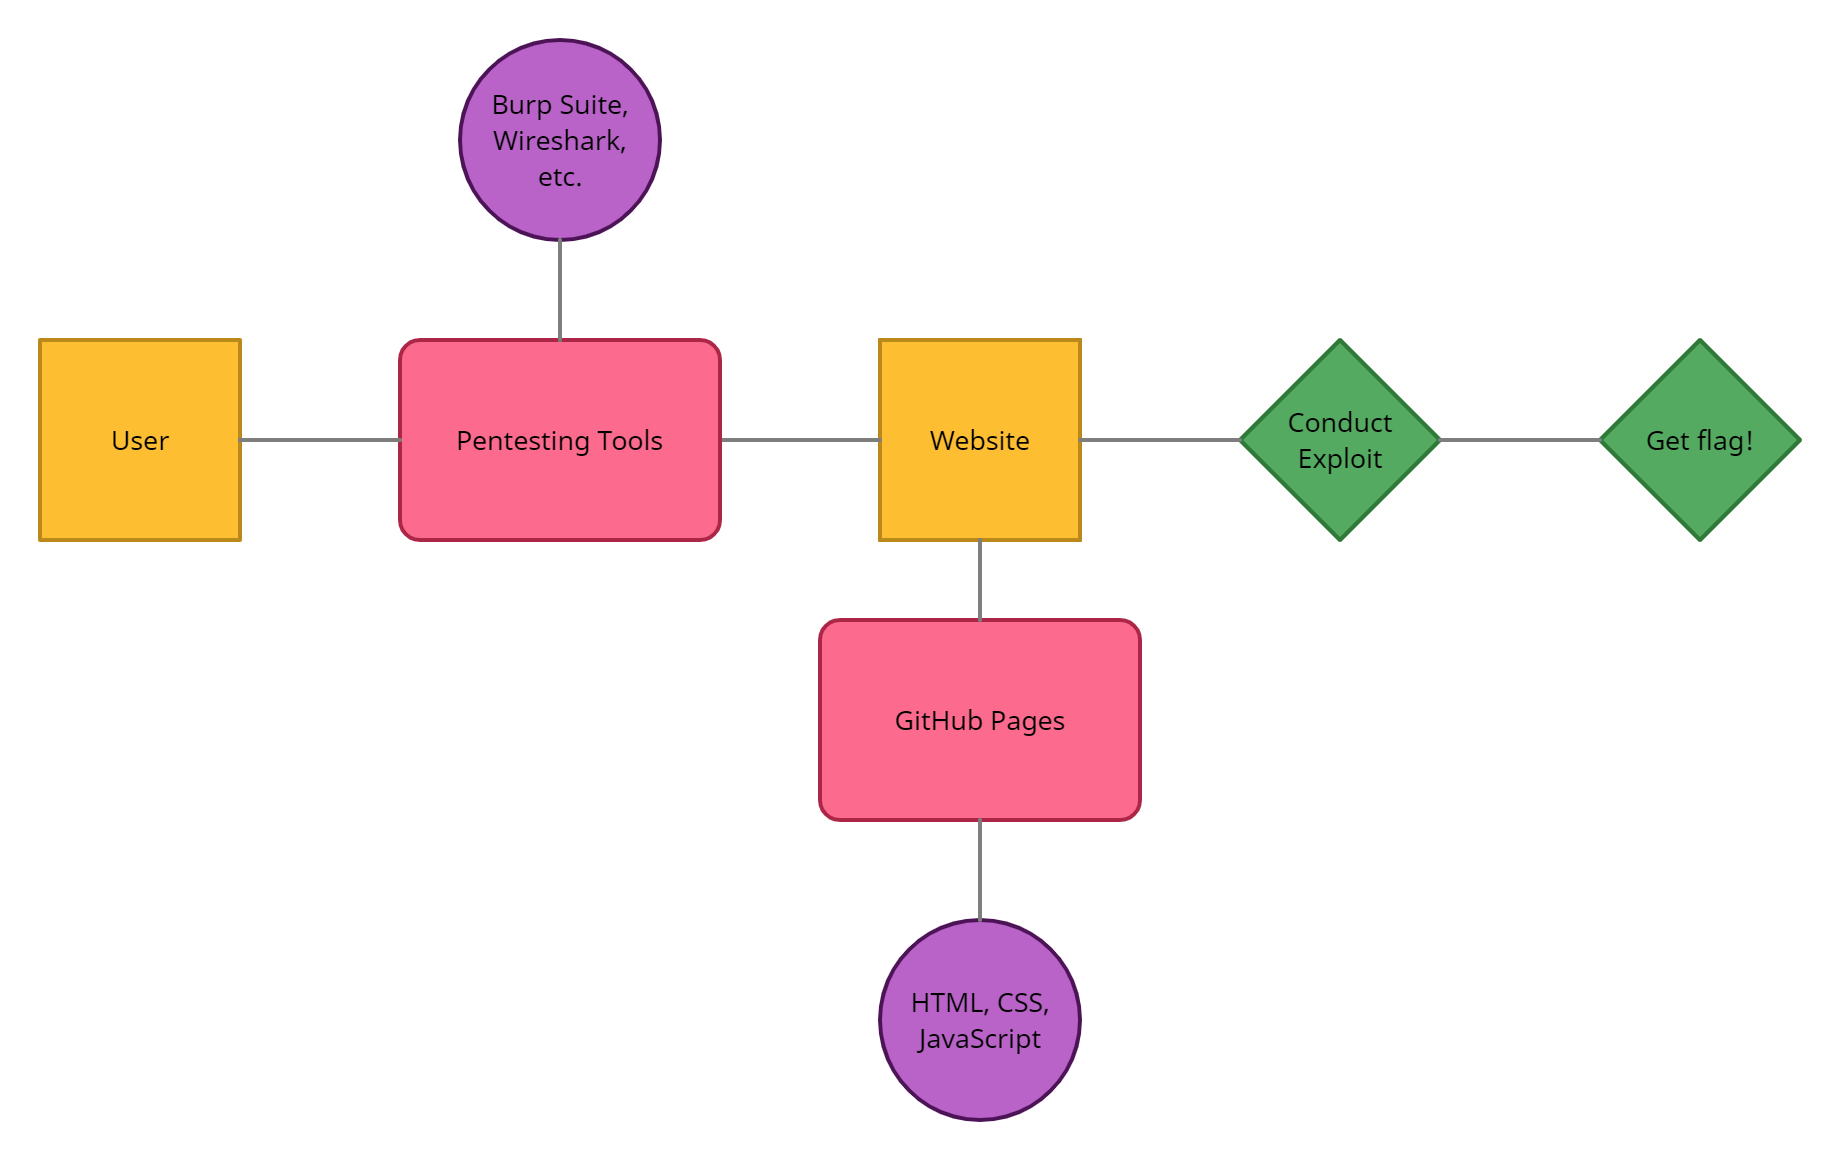 Burp Suite,
Wireshark,
etc.
User
Pentesting Tools
Website
Conduct
Exploit
Get flag!
GitHub Pages
HTML, CSS,
JavaScript